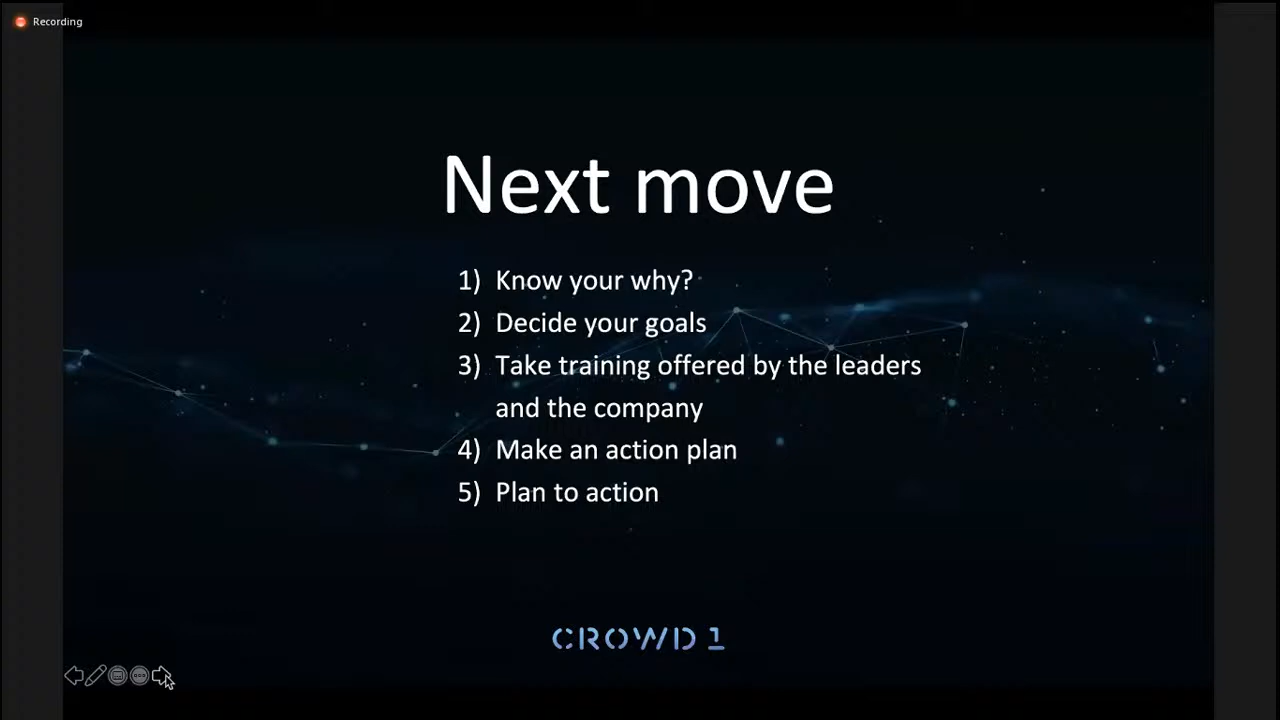 Recording
Next move
1) Know your why?
2) Decide your goals
3) Take training offered by the leaders
and the company
4) Make an action plan
5) Plan to action
CROWD 1